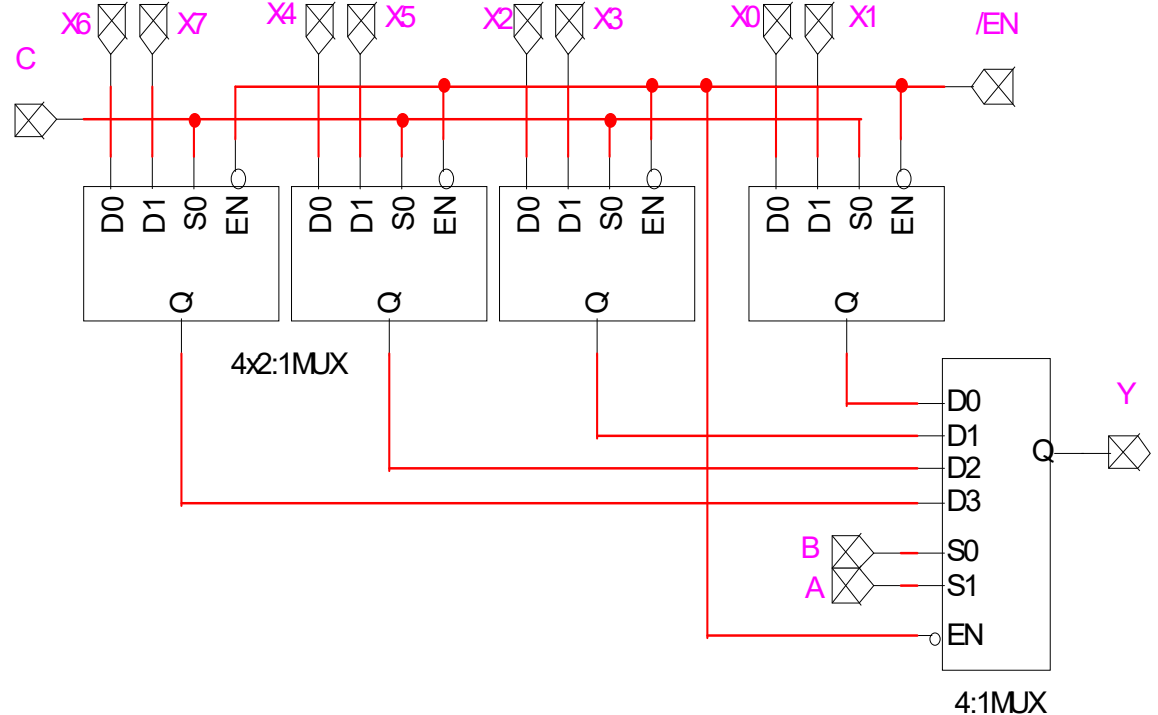 X6 X7 X4 X5 X2 X3 X0 X1 /EN
C
D0 D1 S0 EN D0 D1 S0 EN D0 D1 S0 EN D0 D1 S0 EN
Q Q Q Q
4x2:1MUX
D0
D1
D2
D3
Q
Y
B
S0
A
S1
EN
4:1MUX